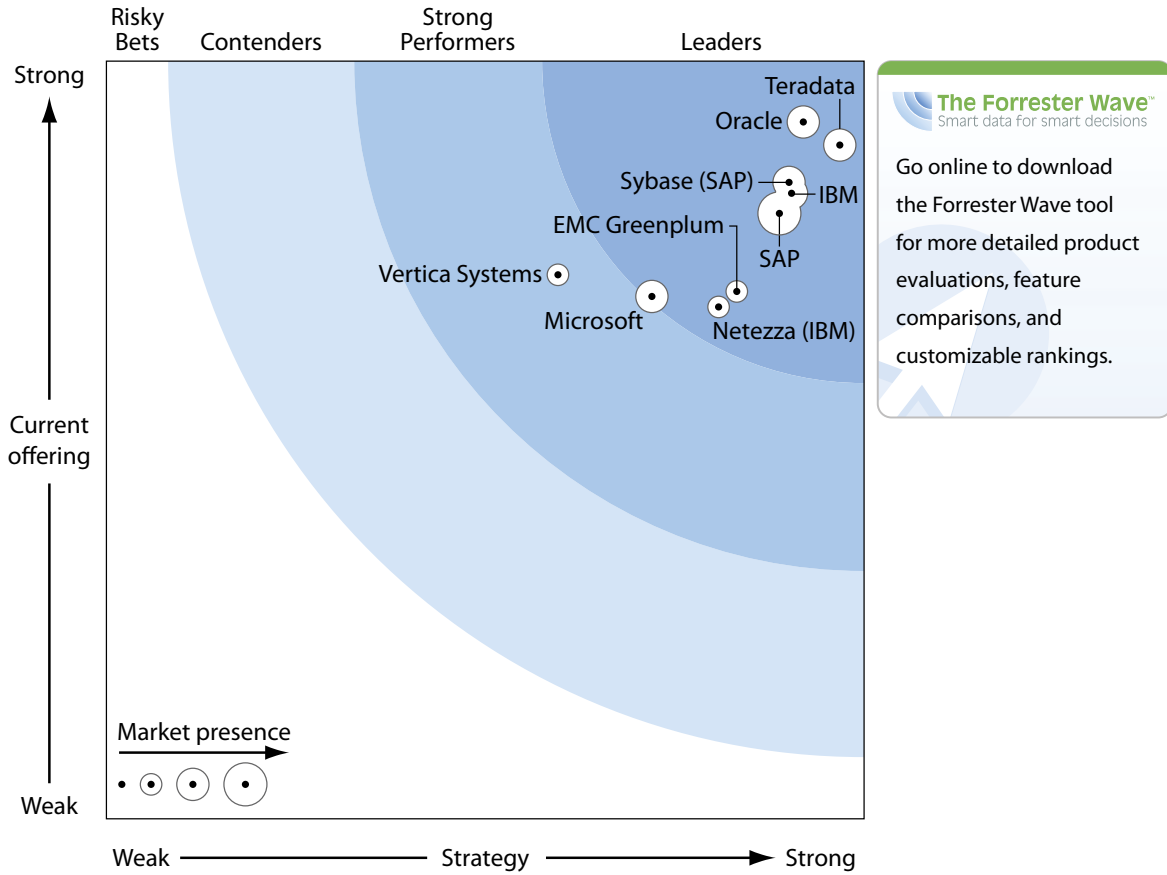 Risky
Bets
Contenders
Strong
Performers
Leaders
Strong
Current
offering
Weak
Teradata
Oracle
Sybase (SAP)
IBM
EMC Greenplum
SAP
Vertica Systems
Microsoft
Netezza (IBM)
Market presence
Weak
Strategy
Strong
The Forrester Wave™
Smart data for smart decisions
Go online to download
the Forrester Wave tool
for more detailed product
evaluations, feature
comparisons, and
customizable rankings.